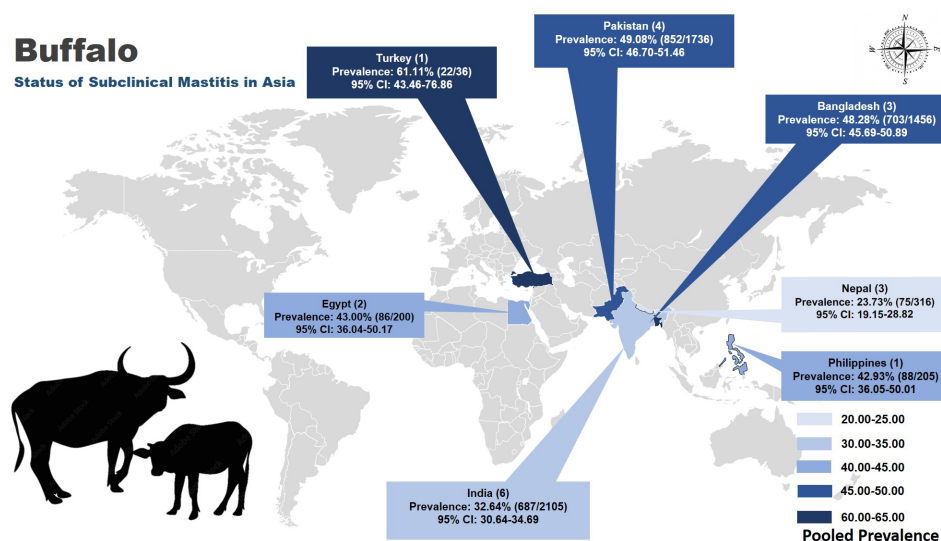 Buffalo
Status of Subclinical Mastitis in Asia
Turkey (1)
Prevalence: 61.11% (22/36)
95% CI: 43.46-76.86
Pakistan (4)
Prevalence: 49.08% (852/1736)
95% CI: 46.70-51.46
N
W
E
S
Bangladesh (3)
Prevalence: 48.28% (703/1456)
95% CI: 45.69-50.89
Egypt (2)
Prevalence: 43.00% (86/200)
95% CI: 36.04-50.17
Nepal (3)
Prevalence: 23.73% (75/316)
95% CI: 19.15-28.82
Philippines (1)
Prevalence: 42.93% (88/205)
95% CI: 36.05-50.01
India (6)
Prevalence: 32.64% (687/2105)
95% CI: 30.64-34.69
20.00-25.00
30.00-35.00
40.00-45.00
45.00-50.00
60.00-65.00
Pooled Prevalence